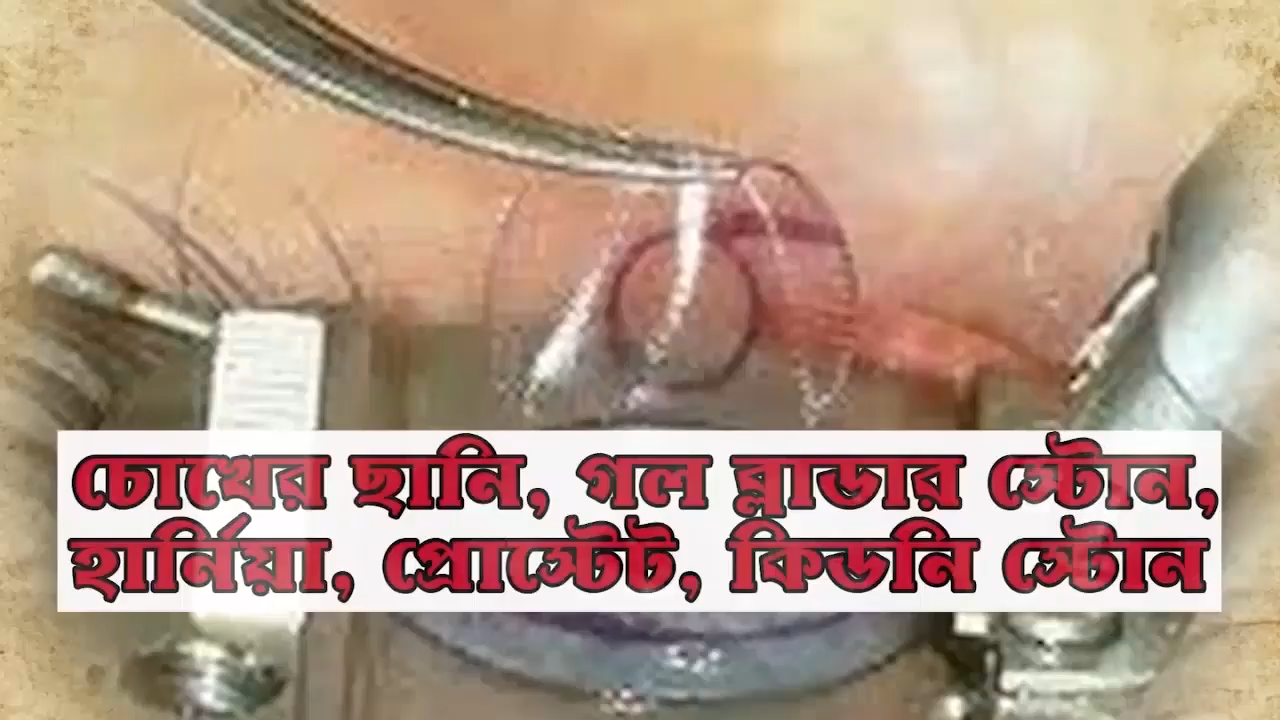 চোখের ছানি, গল ব্লাডার স্টোন,
হার্নিয়া, প্রোস্টেট, কিডনি স্টোন